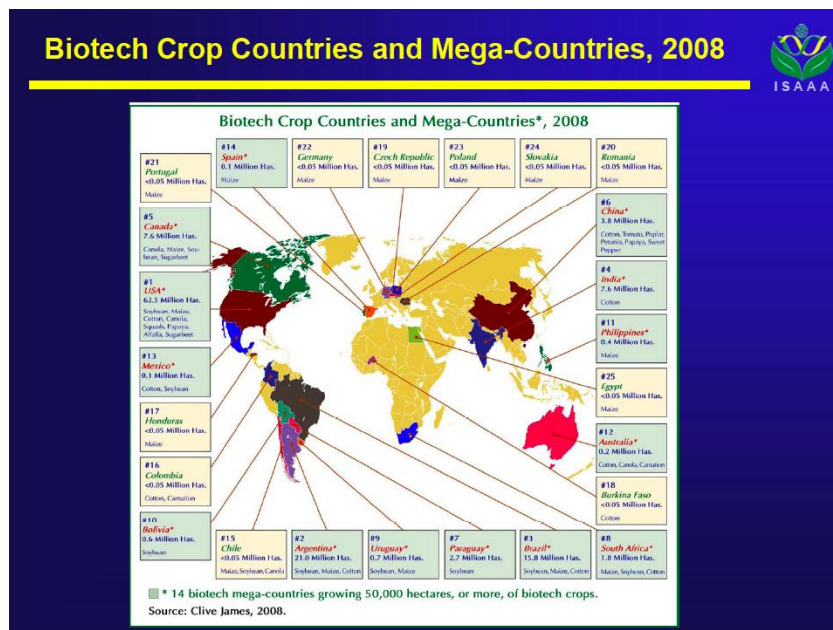 Biotech Crop Countries and Mega-Countries, 2008
ISAAA
Biotech Crop Countries and Mega-Countries*, 2008
#21
Portugal
<0.05 Million Has.
Maize
#14
Spain*
0.1 Million Has.
Maize
#22
Germany
<0.05 Million Has.
Maize
#19
Czech Republic
<0.05 Million Has.
Maize
#23
Poland
<0.05 Million Has.
Maize
#24
Slovakia
<0.05 Million Has.
Maize
#20
Romania
<0.05 Million Has.
Maize
#5
Canada*
7.6 Million Has.
Canola, Maize, Soy-
bean, Sugarbeet
#1
USA*
62.5 Million Has.
Soybean, Maize,
Cotton, Canola,
Squash, Papaya,
Alfalfa, Sugarbeet
#13
Mexico*
0.1 Million Has.
Cotton, Soybean
#17
Honduras
<0.05 Million Has.
Maize
#16
Colombia
<0.05 Million Has.
Cotton, Carnation
#10
Bolivia*
0.6 Million Has.
Soybean
#6
China*
3.8 Million Has.
Cotton, Tomato, Poplar,
Petunia, Papaya, Sweet
Pepper
#4
India*
7.6 Million Has.
Cotton
#11
Philippines*
0.4 Million Has.
Maize
#25
Egypt
<0.05 Million Has.
Maize
#12
Australia*
0.2 Million Has.
Cotton, Canola, Carnation
#18
Burkina Faso
<0.05 Million Has.
Cotton
#15
Chile
<0.05 Million Has.
Maize, Soybean, Canola
#2
Argentina*
21.0 Million Has.
Soybean, Maize, Cotton
#9
Uruguay*
0.7 Million Has.
Soybean, Maize
#7
Paraguay*
2.7 Million Has.
Soybean
#3
Brazil*
15.8 Million Has.
Soybean, Maize, Cotton
#8
South Africa*
1.8 Million Has.
Maize, Soybean, Cotton
* 14 biotech mega-countries growing 50,000 hectares, or more, of biotech crops.
Source: Clive James, 2008.